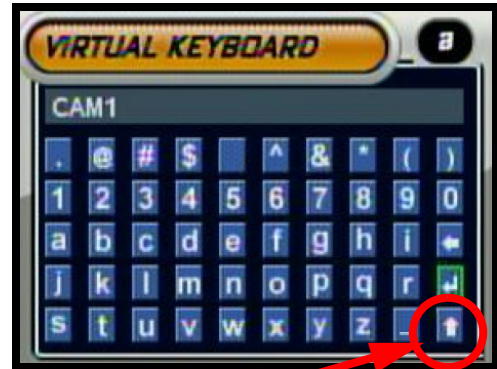 VIRTUAL KEYBOARD
a
CAM1
. @ # $ ^ & * ( )
1 2 3 4 5 6 7 8 9 0
a b c d e f g h i ←
j k l m n o p q r ↵
s t u v w x y z _ ⬆